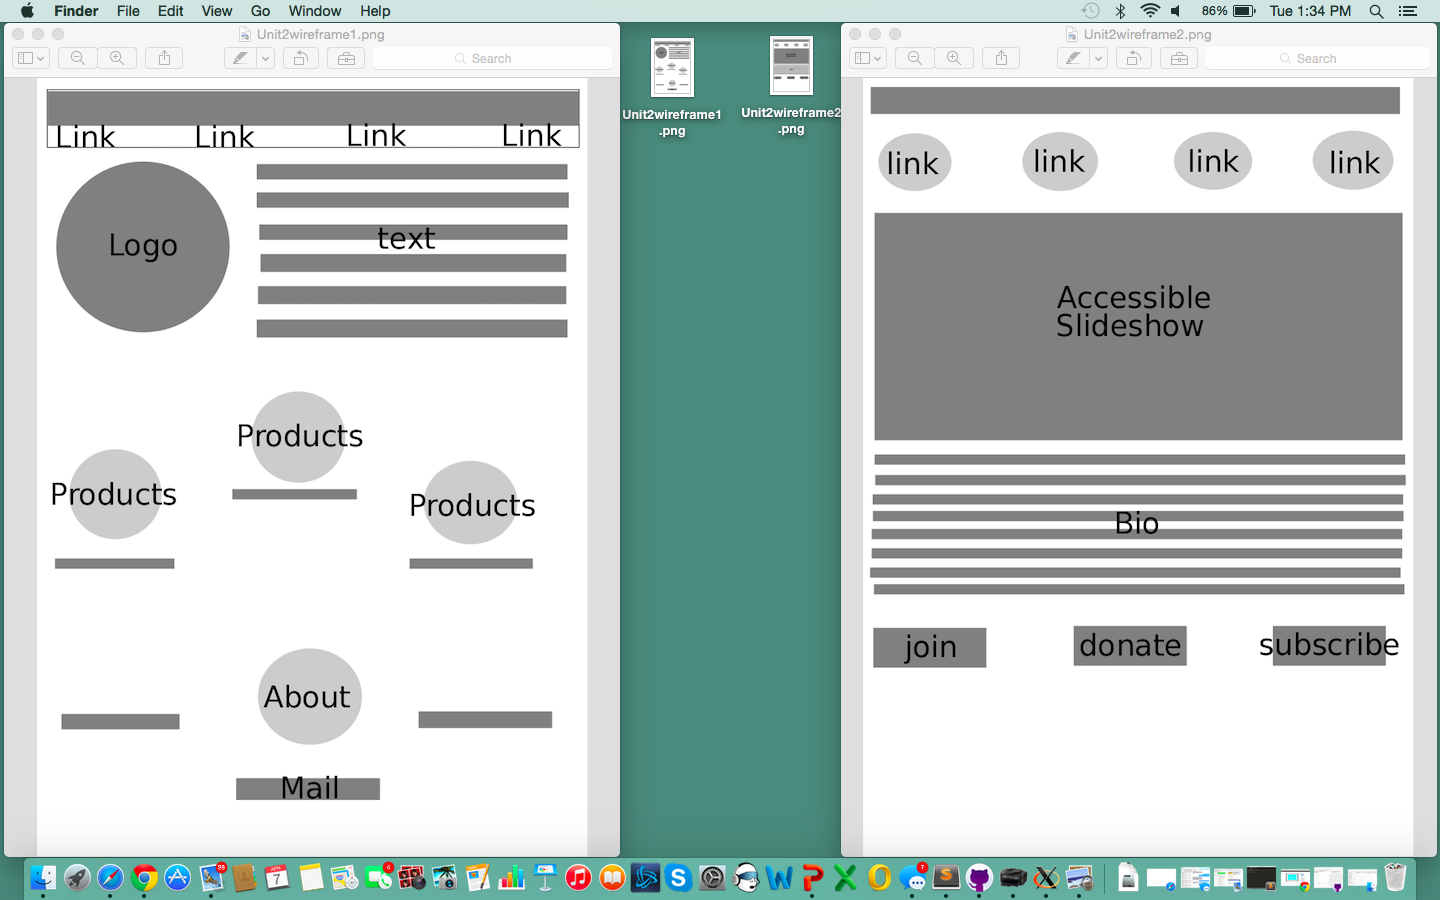 Finder File Edit View Go Window Help
86% Tue 1:34 PM
Unit2wireframe1.png
Search
Link Link Link Link
Logo
text
Products
Products
Products
About
Mail
Unit2wireframe1
.png
Unit2wireframe2
.png
Unit2wireframe2.png
Search
link link link link
Accessible
Slideshow
Bio
join donate subscribe
7